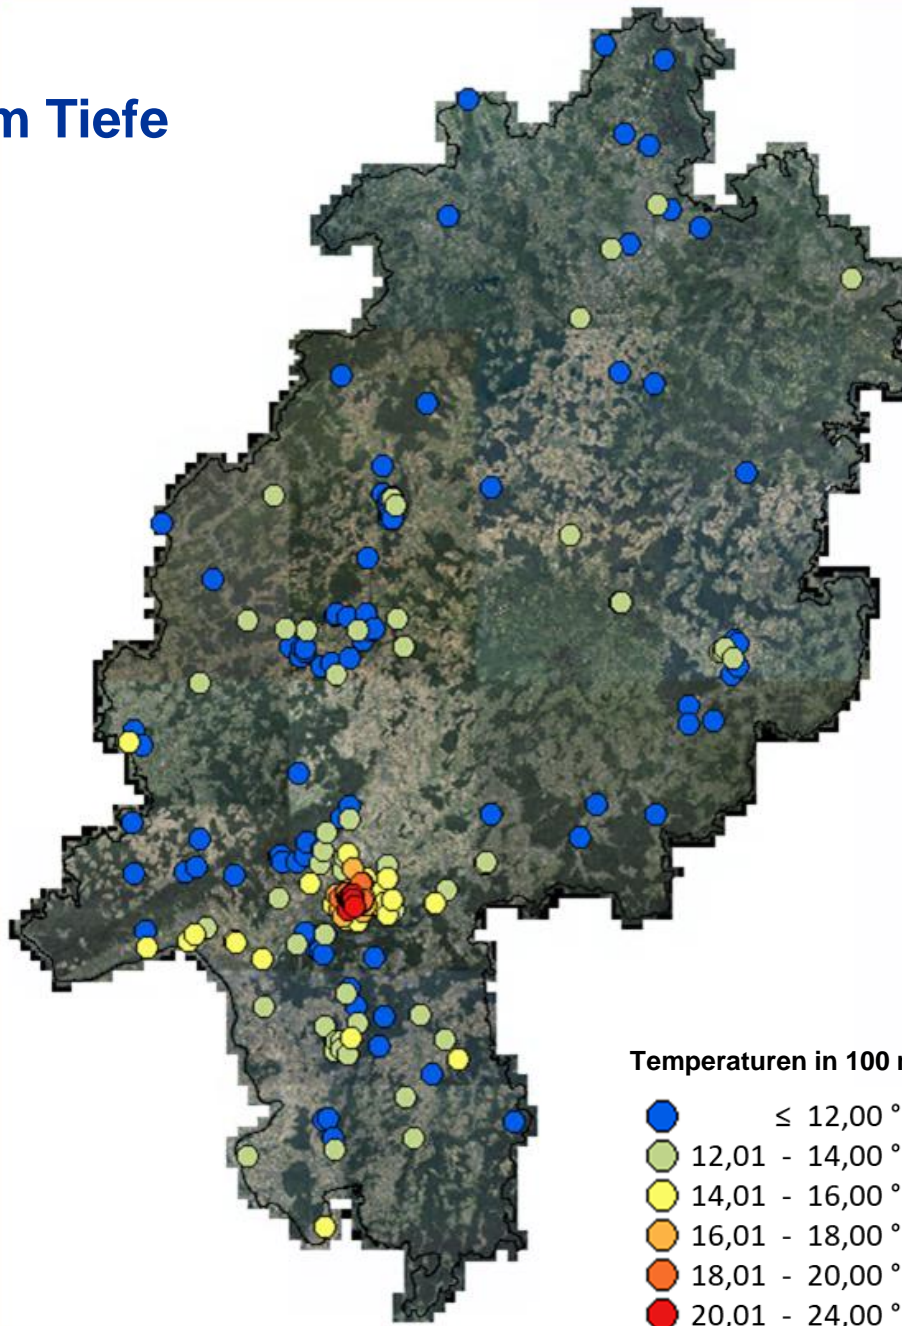 m Tiefe
Temperaturen in 100
≤ 12,00 °
12,01 - 14,00 °
14,01 - 16,00 °
16,01 - 18,00 °
18,01 - 20,00 °
20,01 - 24,00 °